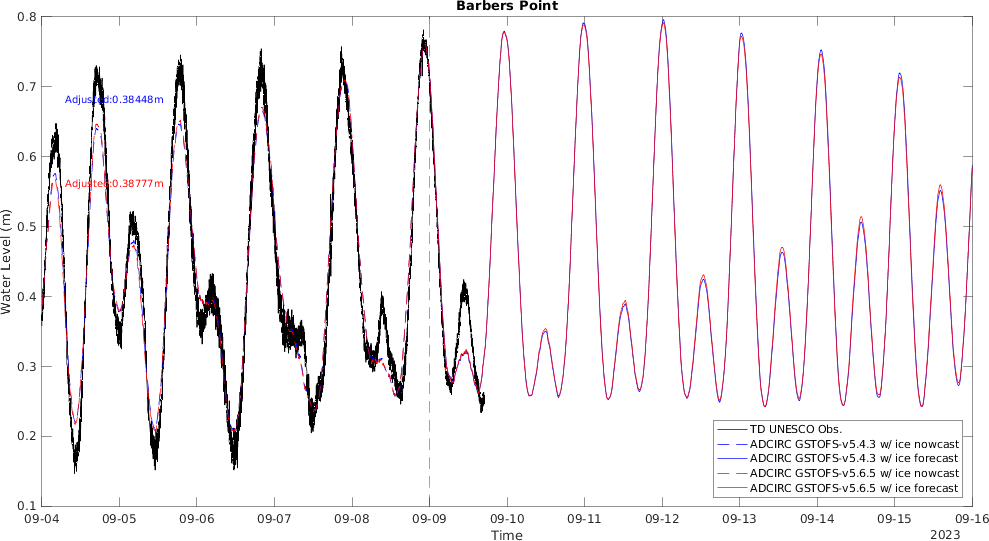 Barbers Point
0.8
0.7
0.6
0.5
0.4
0.3
0.2
0.1
Water Level (m)
Adjusted:0.38448m
Adjusted:0.38777m
TD UNESCO Obs.
ADCIRC GSTOFS-v5.4.3 w/ ice nowcast
ADCIRC GSTOFS-v5.4.3 w/ ice forecast
ADCIRC GSTOFS-v5.6.5 w/ ice nowcast
ADCIRC GSTOFS-v5.6.5 w/ ice forecast
09-04 09-05 09-06 09-07 09-08 09-09 09-10 09-11 09-12 09-13 09-14 09-15 09-16
Time
2023